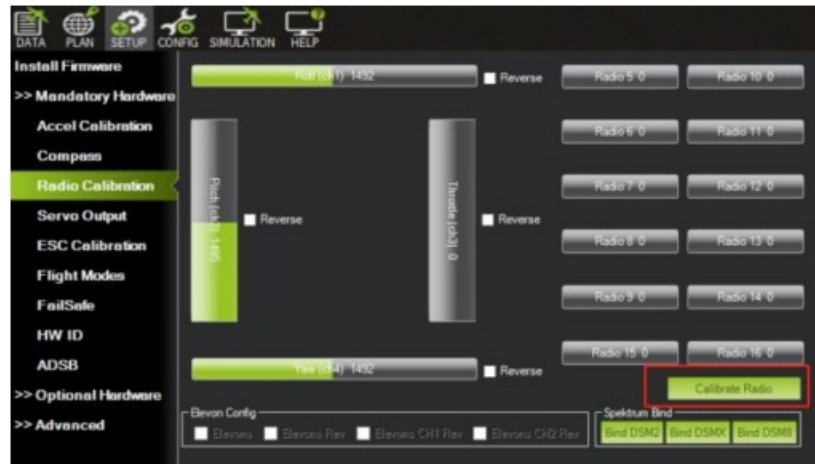 DATA PLAN SETUP CONFIG SIMULATION HELP
Install Firmware
>> Mandatory Hardware
Accel Calibration
Compass
Radio Calibration
Servo Output
ESC Calibration
Flight Modes
FailSafe
HW ID
ADSB
>> Optional Hardware
>> Advanced
Roll (ch1) 1492
Reverse
Pitch (ch2) 1495
Reverse
Throttle (ch3) 0
Reverse
Yaw (ch4) 1492
Reverse
Radio 5 0 Radio 10 0
Radio 6 0 Radio 11 0
Radio 7 0 Radio 12 0
Radio 8 0 Radio 13 0
Radio 9 0 Radio 14 0
Radio 15 0 Radio 16 0
Calibrate Radio
Elevon Config
Elevons Elevons Rev Elevons CH1 Rev Elevons CH2 Rev
Spektrum Bind
Bind DSM2 Bind DSMX Bind DSM8